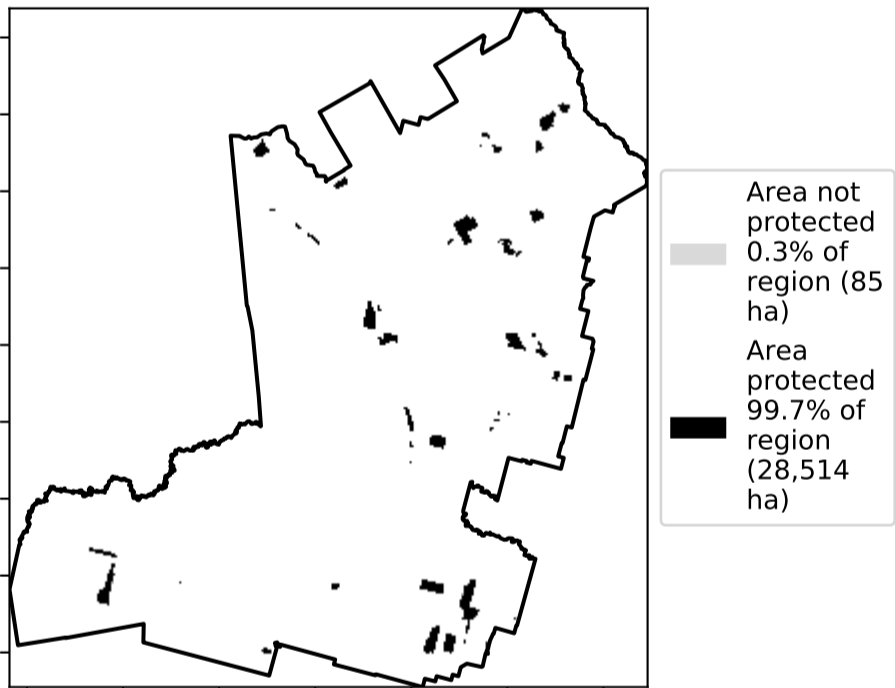 Area not
protected
0.3% of
region (85
ha)
Area
protected
99.7% of
region
(28,514
ha)